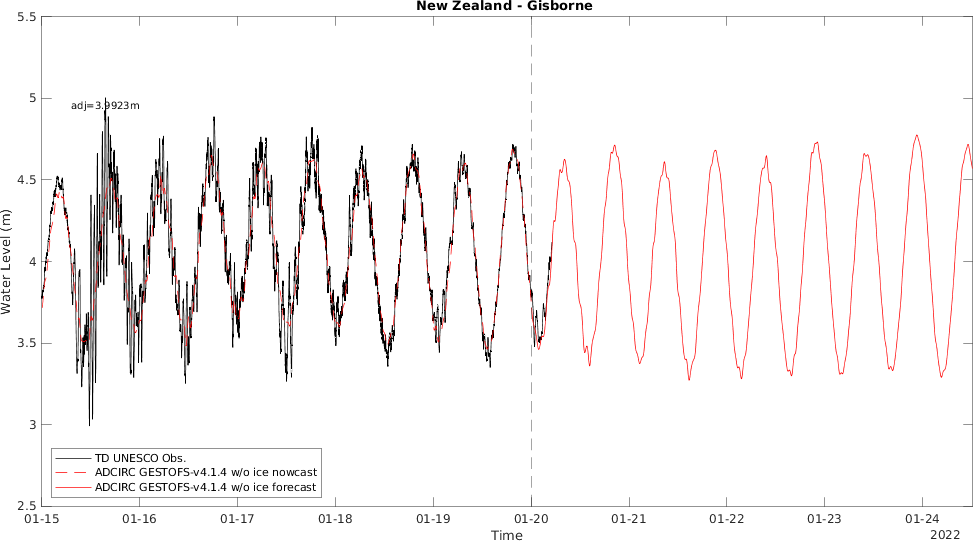 New Zealand - Gisborne
5.5
5
4.5
4
3.5
3
2.5
Water Level (m)
adj=3.9923m
TD UNESCO Obs.
ADCIRC GESTOFS-v4.1.4 w/o ice nowcast
ADCIRC GESTOFS-v4.1.4 w/o ice forecast
01-15 01-16 01-17 01-18 01-19 01-20 01-21 01-22 01-23 01-24
Time
2022